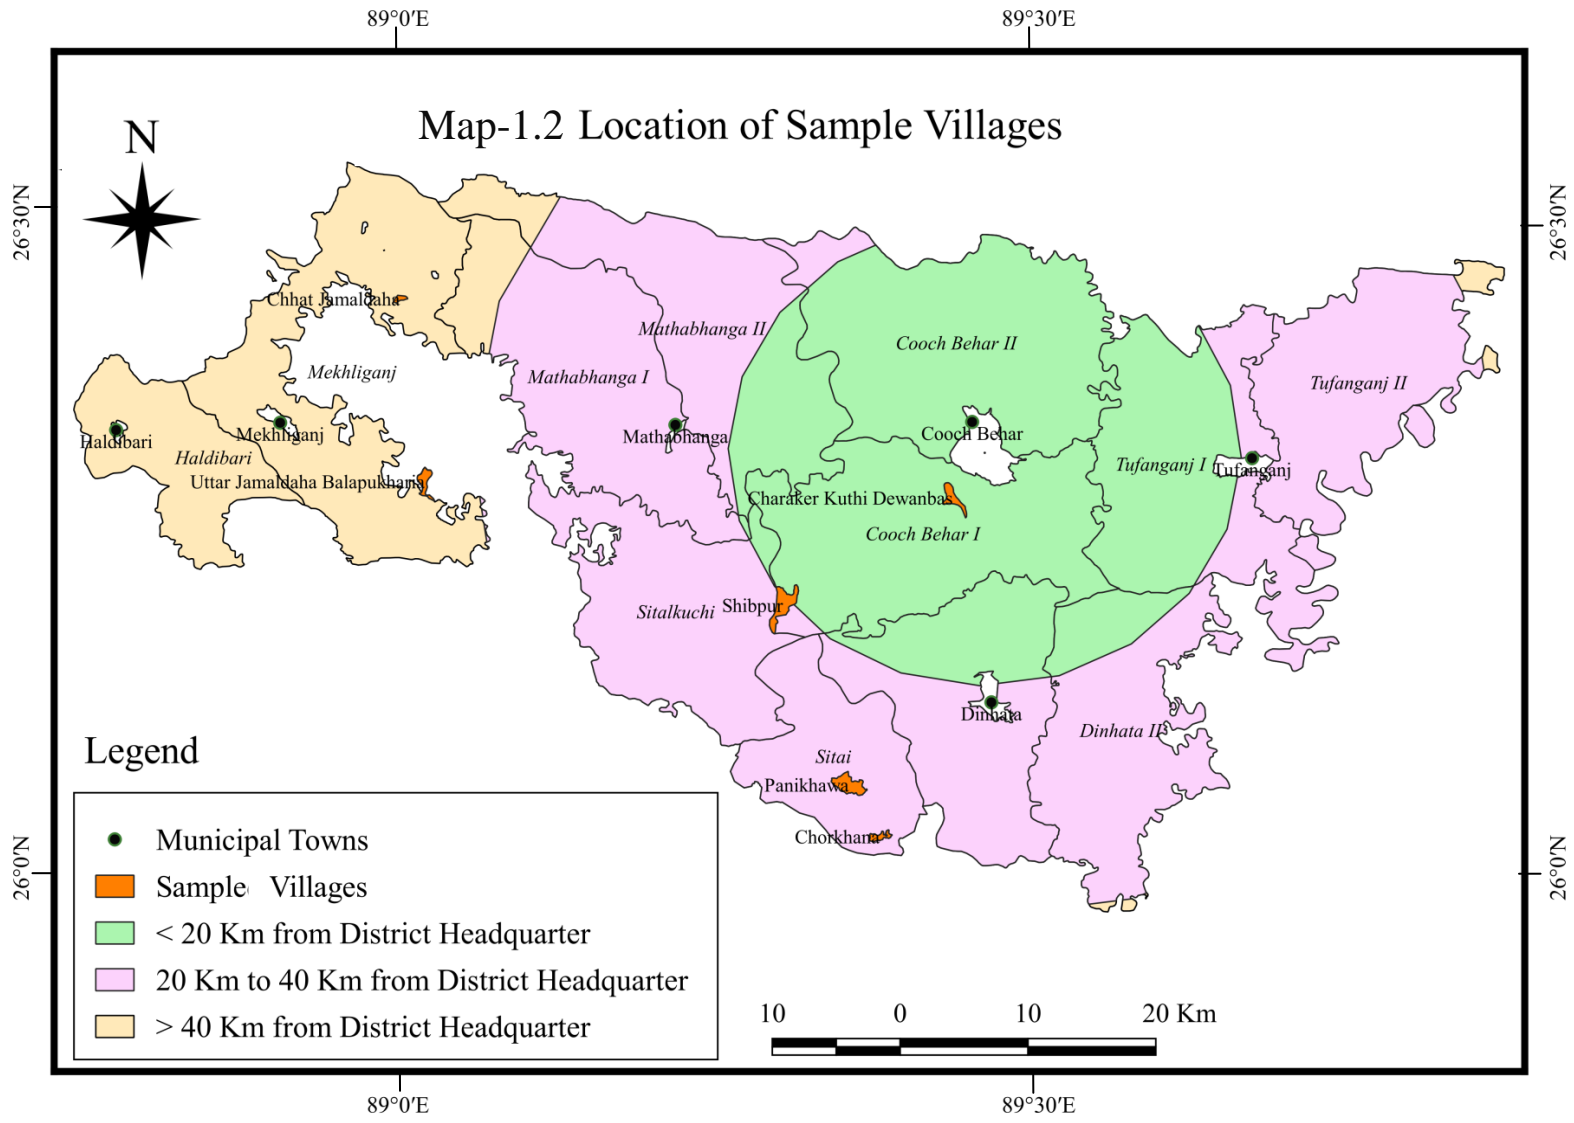 89°0′E
89°30′E
Map-1.2 Location of Sample Villages
N
26°30′N
26°30′N
Chhat Jamaldaha
Mathabhanga II
Cooch Behar II
Mekhliganj
Mathabhanga I
Tufanganj II
Haldibari
Mekhliganj
Mathabhanga
Cooch Behar
Haldibari
Tufanganj I
Tufanganj
Uttar Jamaldaha Balapukharia
Charaker Kuthi Dewanbas
Cooch Behar I
Sitalkuchi
Shibpur
Dinhata
Dinhata II
Sitai
Panikhawa
Chorkhana
Legend
Municipal Towns
Sample Villages
< 20 Km from District Headquarter
20 Km to 40 Km from District Headquarter
> 40 Km from District Headquarter
10 0 10 20 Km
26°0′N
26°0′N
89°0′E
89°30′E